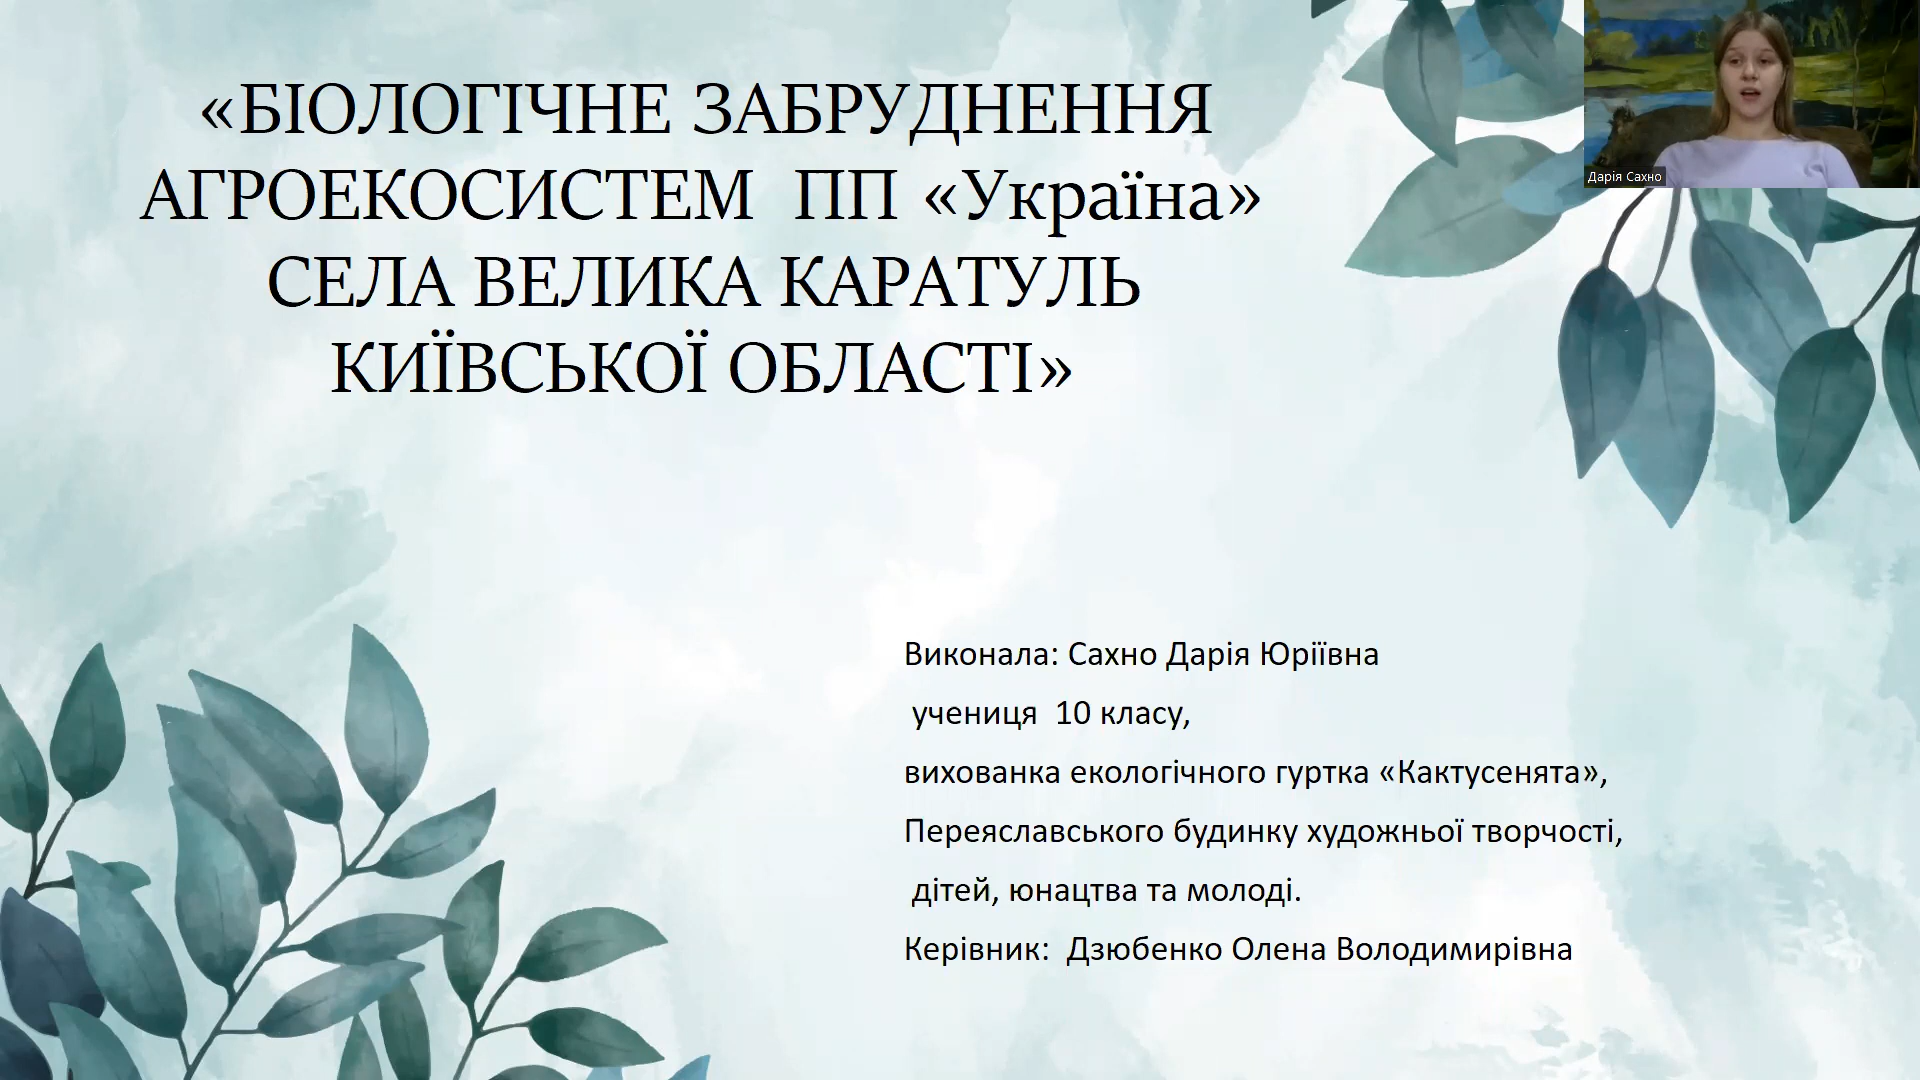 «БІОЛОГІЧНЕ ЗАБРУДНЕННЯ
АГРОЕКОСИСТЕМ ПП «Україна»
СЕЛА ВЕЛИКА КАРАТУЛЬ
КИЇВСЬКОЇ ОБЛАСТІ»
Дарія Сахно
Виконала: Сахно Дарія Юріївна
учениця 10 класу,
вихованка екологічного гуртка «Кактусенята»,
Переяславського будинку художньої творчості,
дітей, юнацтва та молоді.
Керівник: Дзюбенко Олена Володимирівна